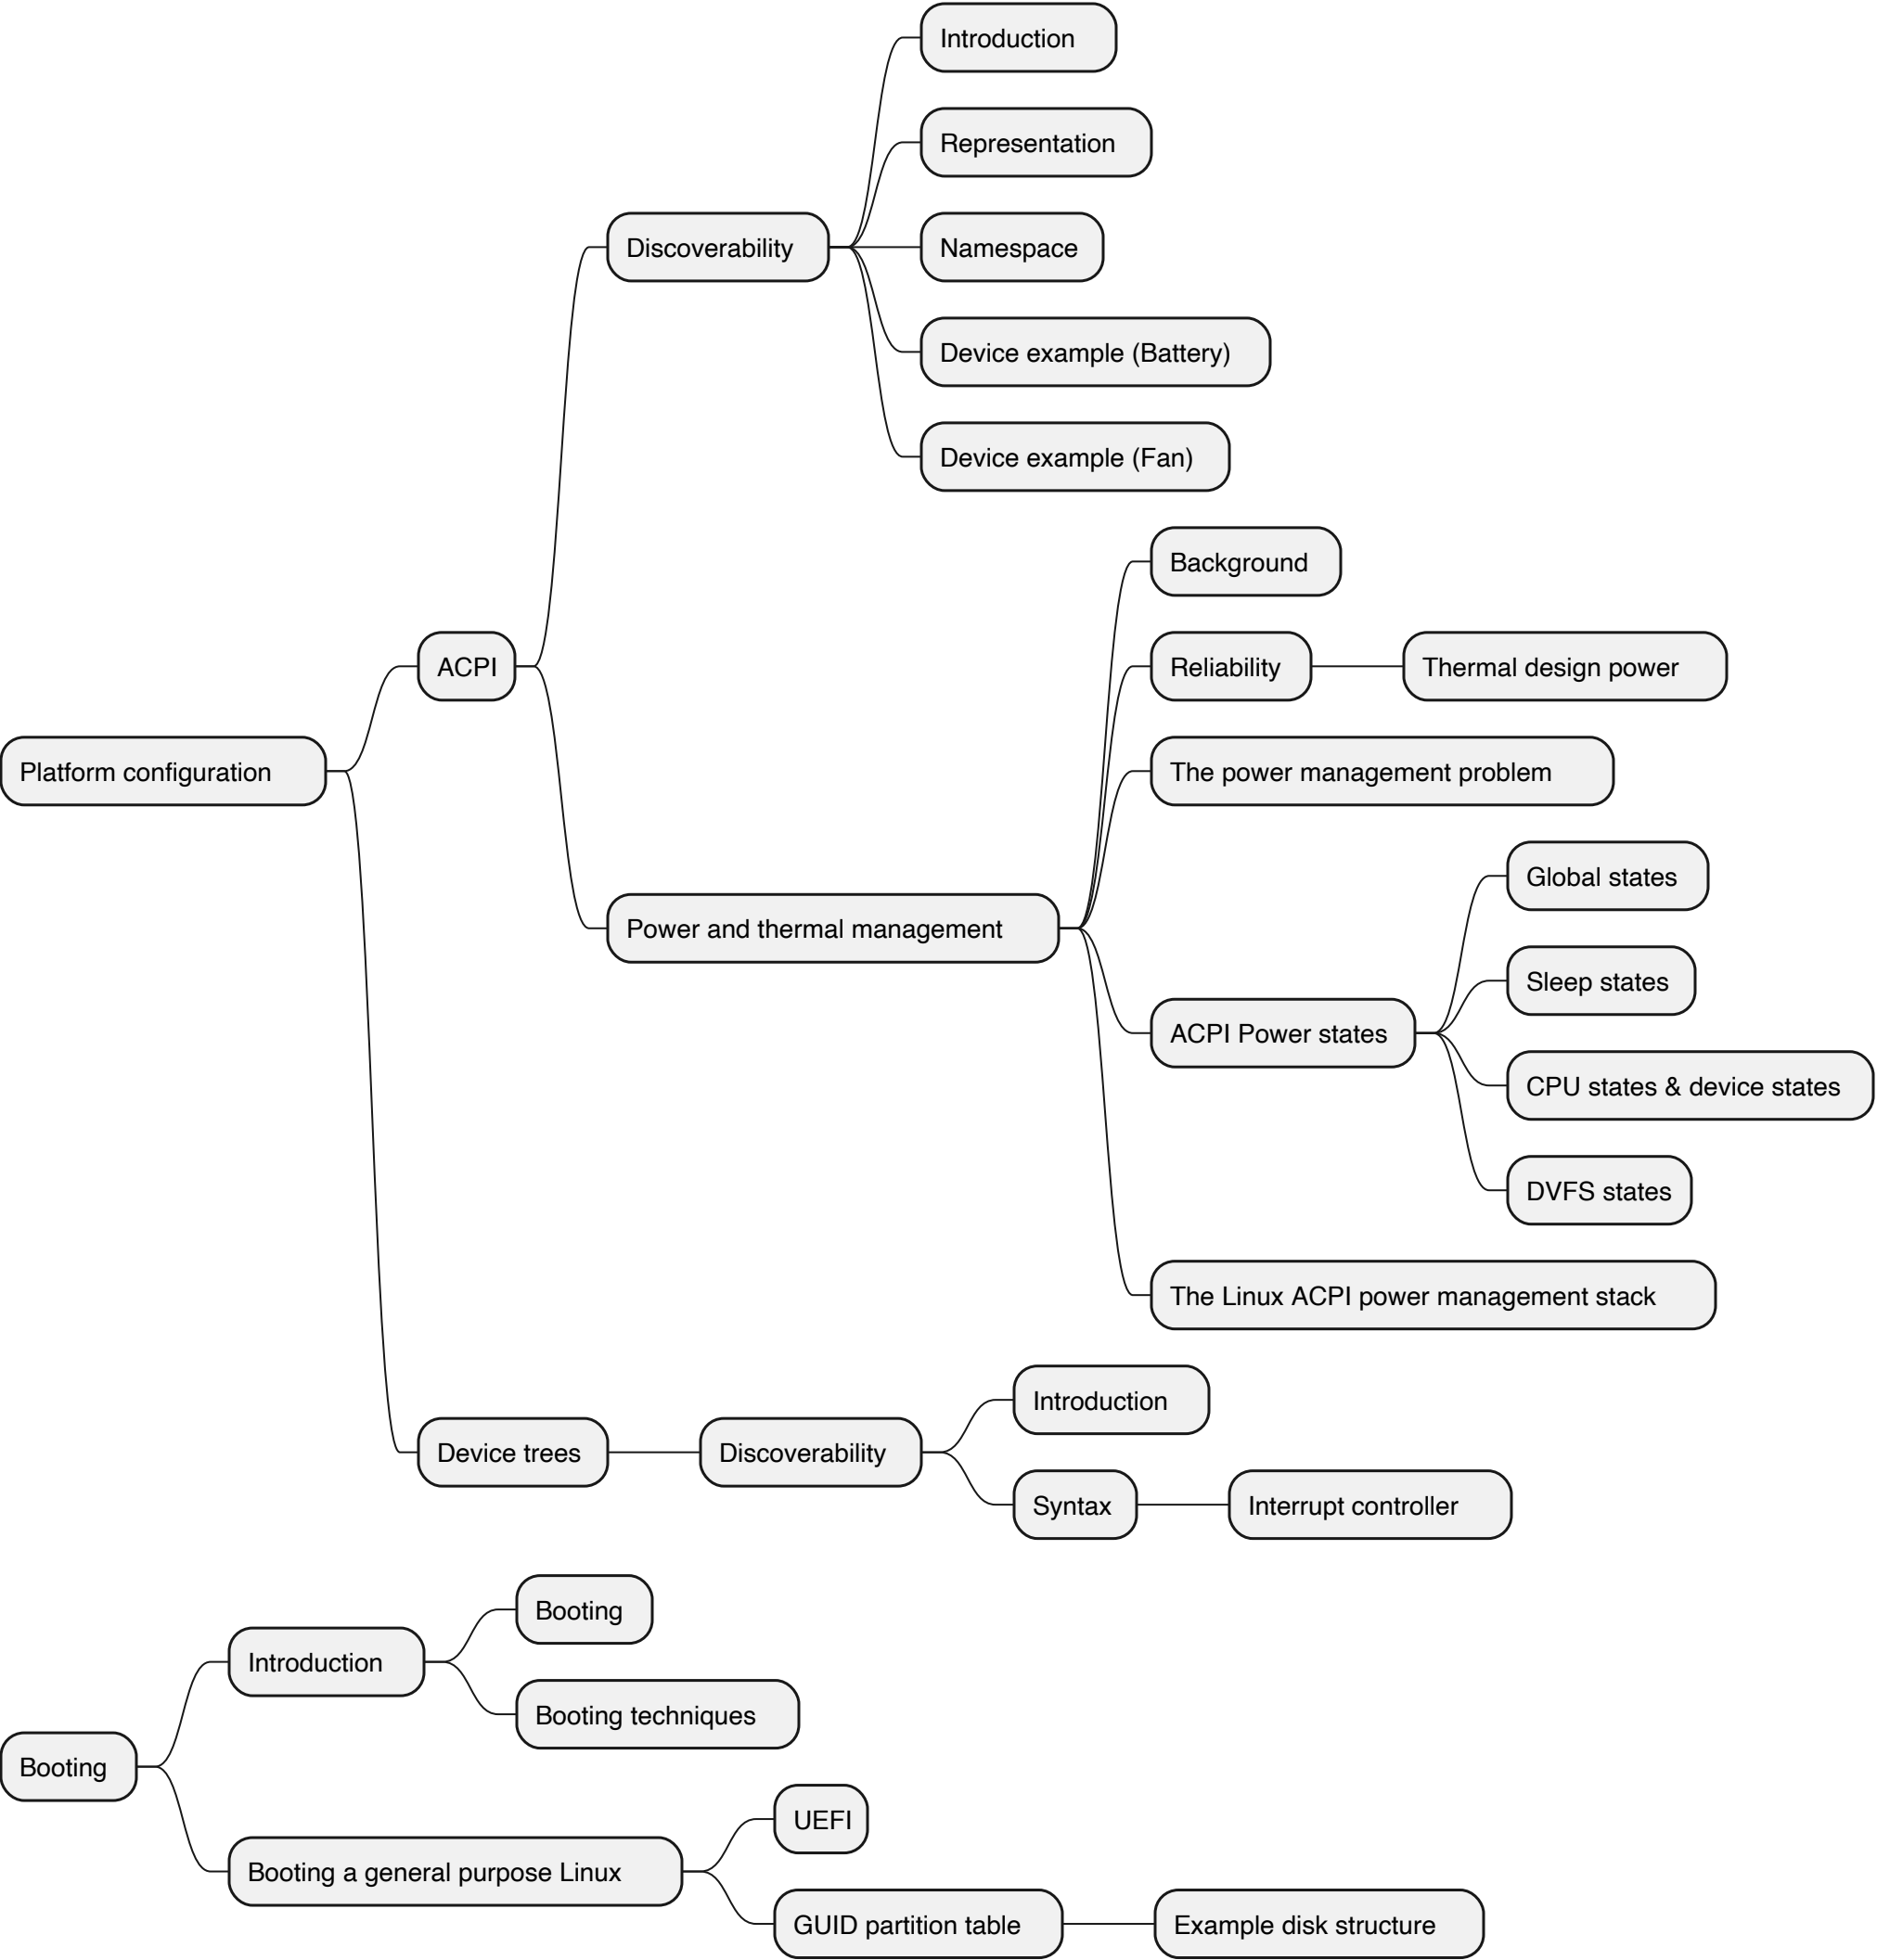 Introduction
Representation
Discoverability
Namespace
Device example (Battery)
Device example (Fan)
Background
ACPI
Reliability
Thermal design power
Platform configuration
The power management problem
Global states
Power and thermal management
Sleep states
ACPI Power states
CPU states & device states
DVFS states
The Linux ACPI power management stack
Introduction
Device trees
Discoverability
Syntax
Interrupt controller
Booting
Introduction
Booting techniques
Booting
UEFI
Booting a general purpose Linux
GUID partition table
Example disk structure